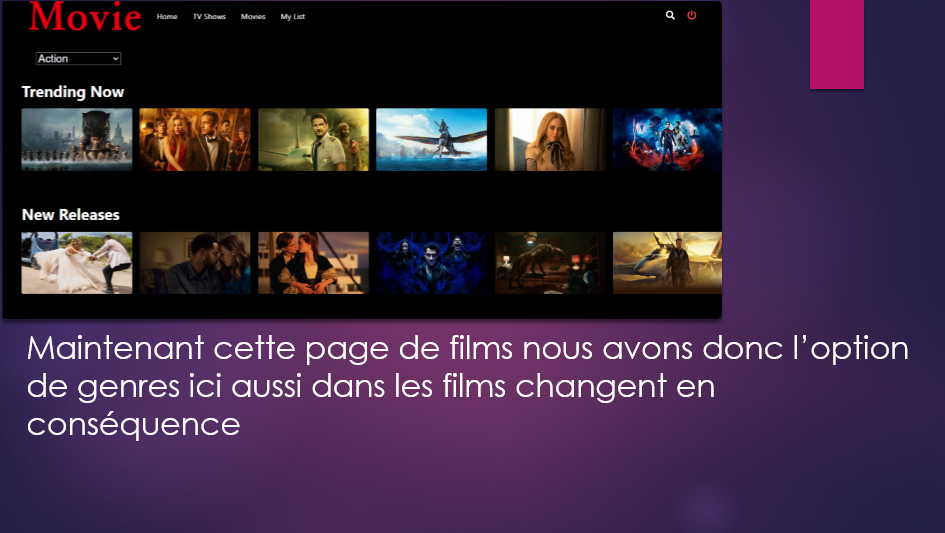 Movie
Home TV Shows Movies My List
Action
Trending Now
New Releases
Maintenant cette page de films nous avons donc l’option
de genres ici aussi dans les films changent en
conséquence